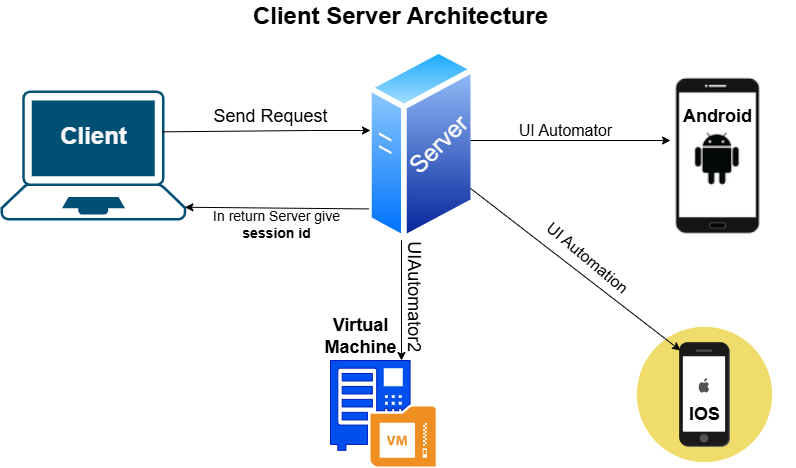 Client Server Architecture
Client
Send Request
Server
In return Server give
session id
UI Automator
Android
UI Automation
IOS
UIAutomator2
Virtual
Machine
VM